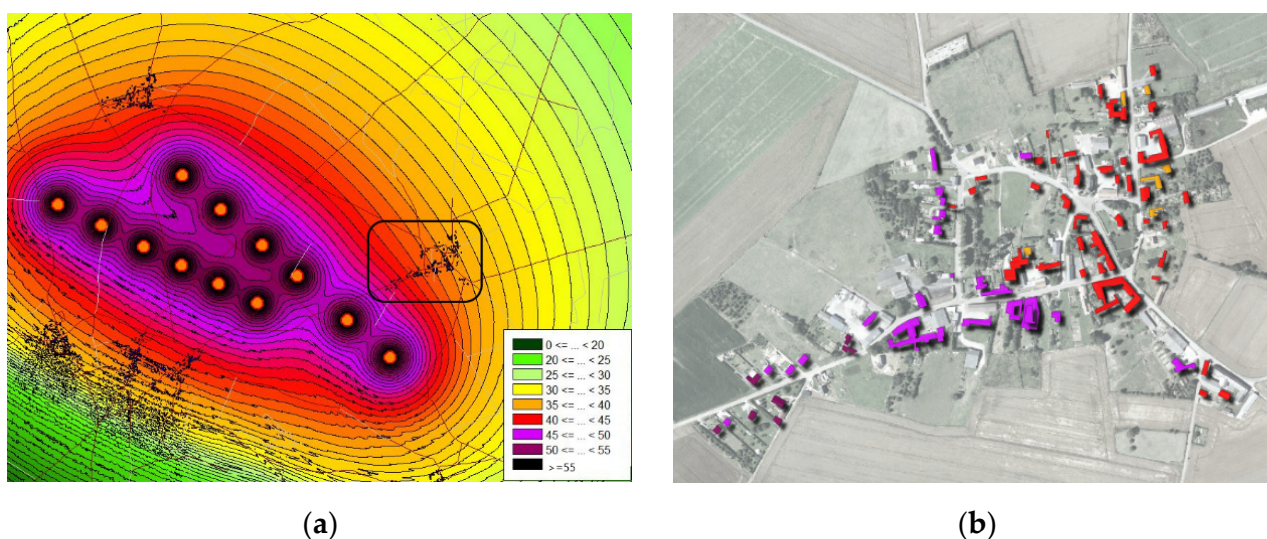 0 <= ... < 20
20 <= ... < 25
25 <= ... < 30
30 <= ... < 35
35 <= ... < 40
40 <= ... < 45
45 <= ... < 50
50 <= ... < 55
>=55
(a)
(b)